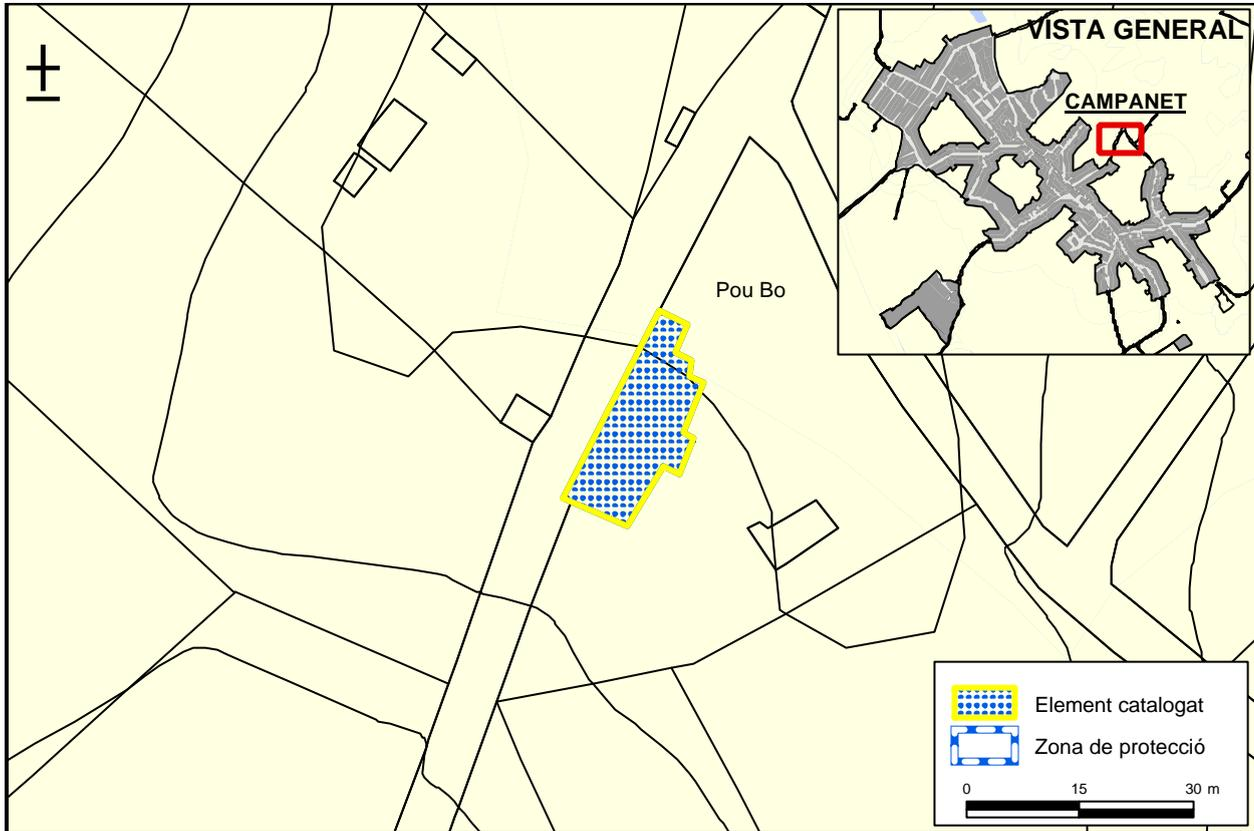 VISTA GENERAL
CAMPANET
Pou Bo
Element catalogat
Zona de protecció
0 15 30 m